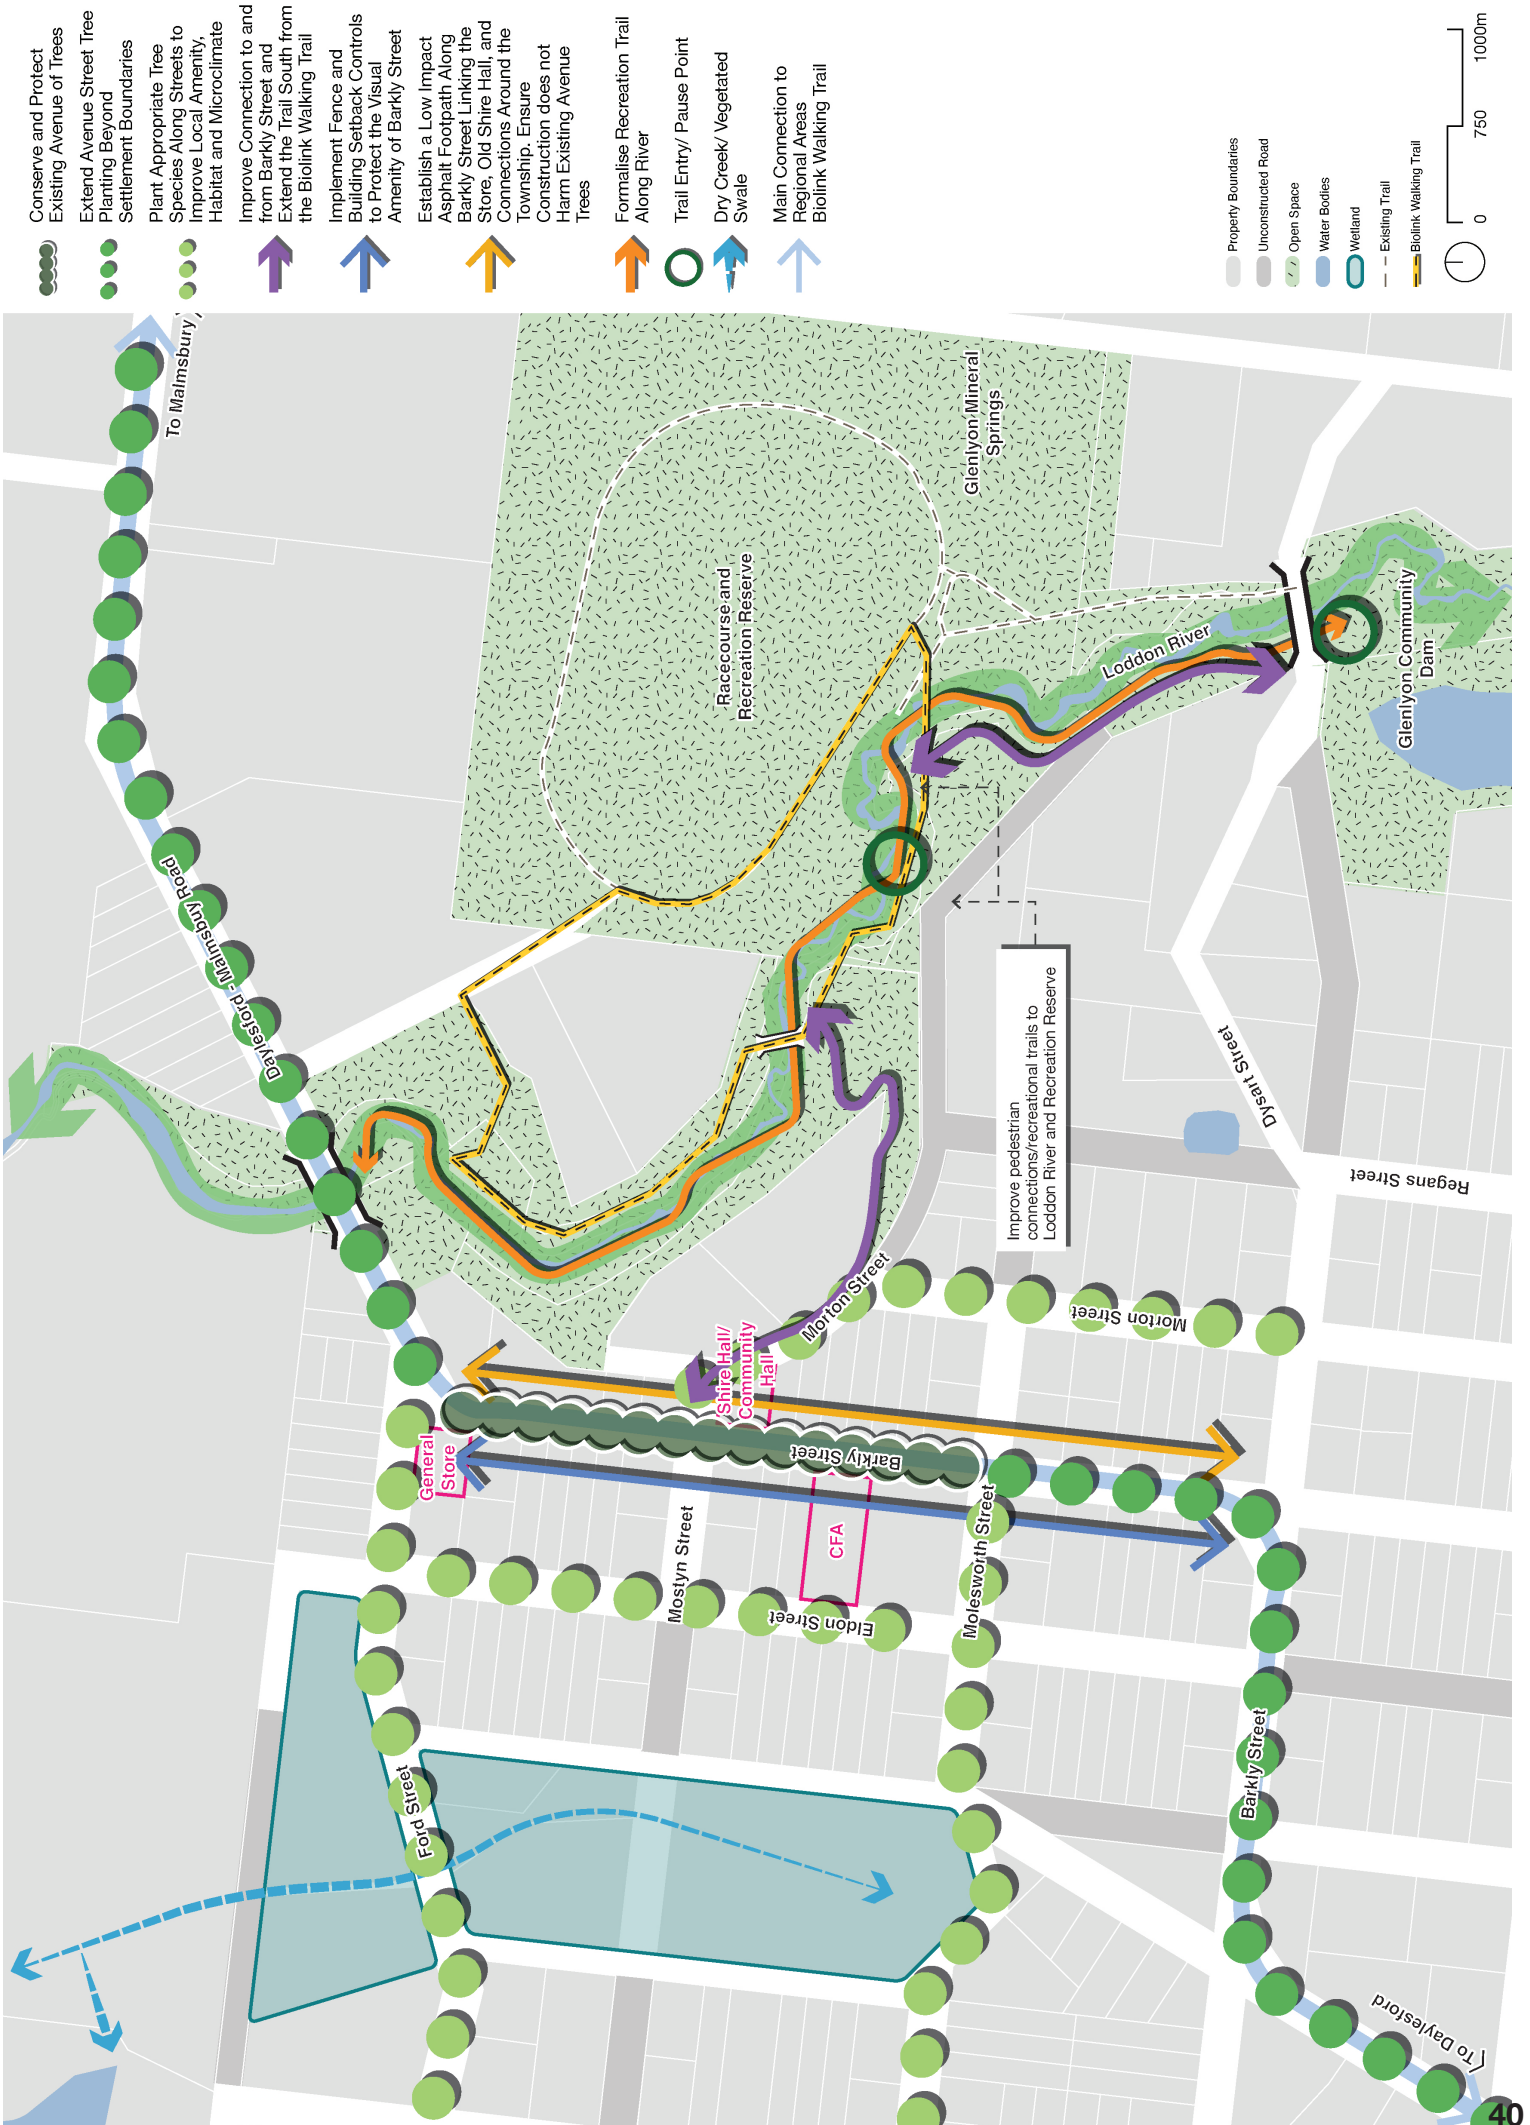 Conserve and Protect
Existing Avenue of Trees
Extend Avenue Street Tree
Planting Beyond
Settlement Boundaries
Plant Appropriate Tree
Species Along Streets to
Improve Local Amenity,
Habitat and Microclimate
Improve Connection to and
from Barkly Street and
Extend the Trail South from
the Biolink Walking Trail
Implement Fence and
Building Setback Controls
to Protect the Visual
Amenity of Barkly Street
Establish a Low Impact
Asphalt Footpath Along
Barkly Street Linking the
Store, Old Shire Hall, and
Connections Around the
Township. Ensure
Construction does not
Harm Existing Avenue
Trees
Formalise Recreation Trail
Along River
Trail Entry/ Pause Point
Dry Creek/ Vegetated
Swale
Main Connection to
Regional Areas
Biolink Walking Trail
Property Boundaries
Unconstructed Road
Open Space
Water Bodies
Wetland
Existing Trail
Biolink Walking Trail
0
750
1000m
To Malmsbury
Daylesford - Malmsbury Road
Racecourse and
Recreation Reserve
Glenlyon Mineral
Springs
Loddon River
Glenlyon Community
Dam
Improve pedestrian
connections/recreational trails to
Loddon River and Recreation Reserve
Dysart Street
Regans Street
Morton Street
Morton Street
Shire Hall/
Community
Hall
General
Store
Barkly Street
CFA
Mostyn Street
Eldon Street
Molesworth Street
Ford Street
Barkly Street
(To Daylesford
40